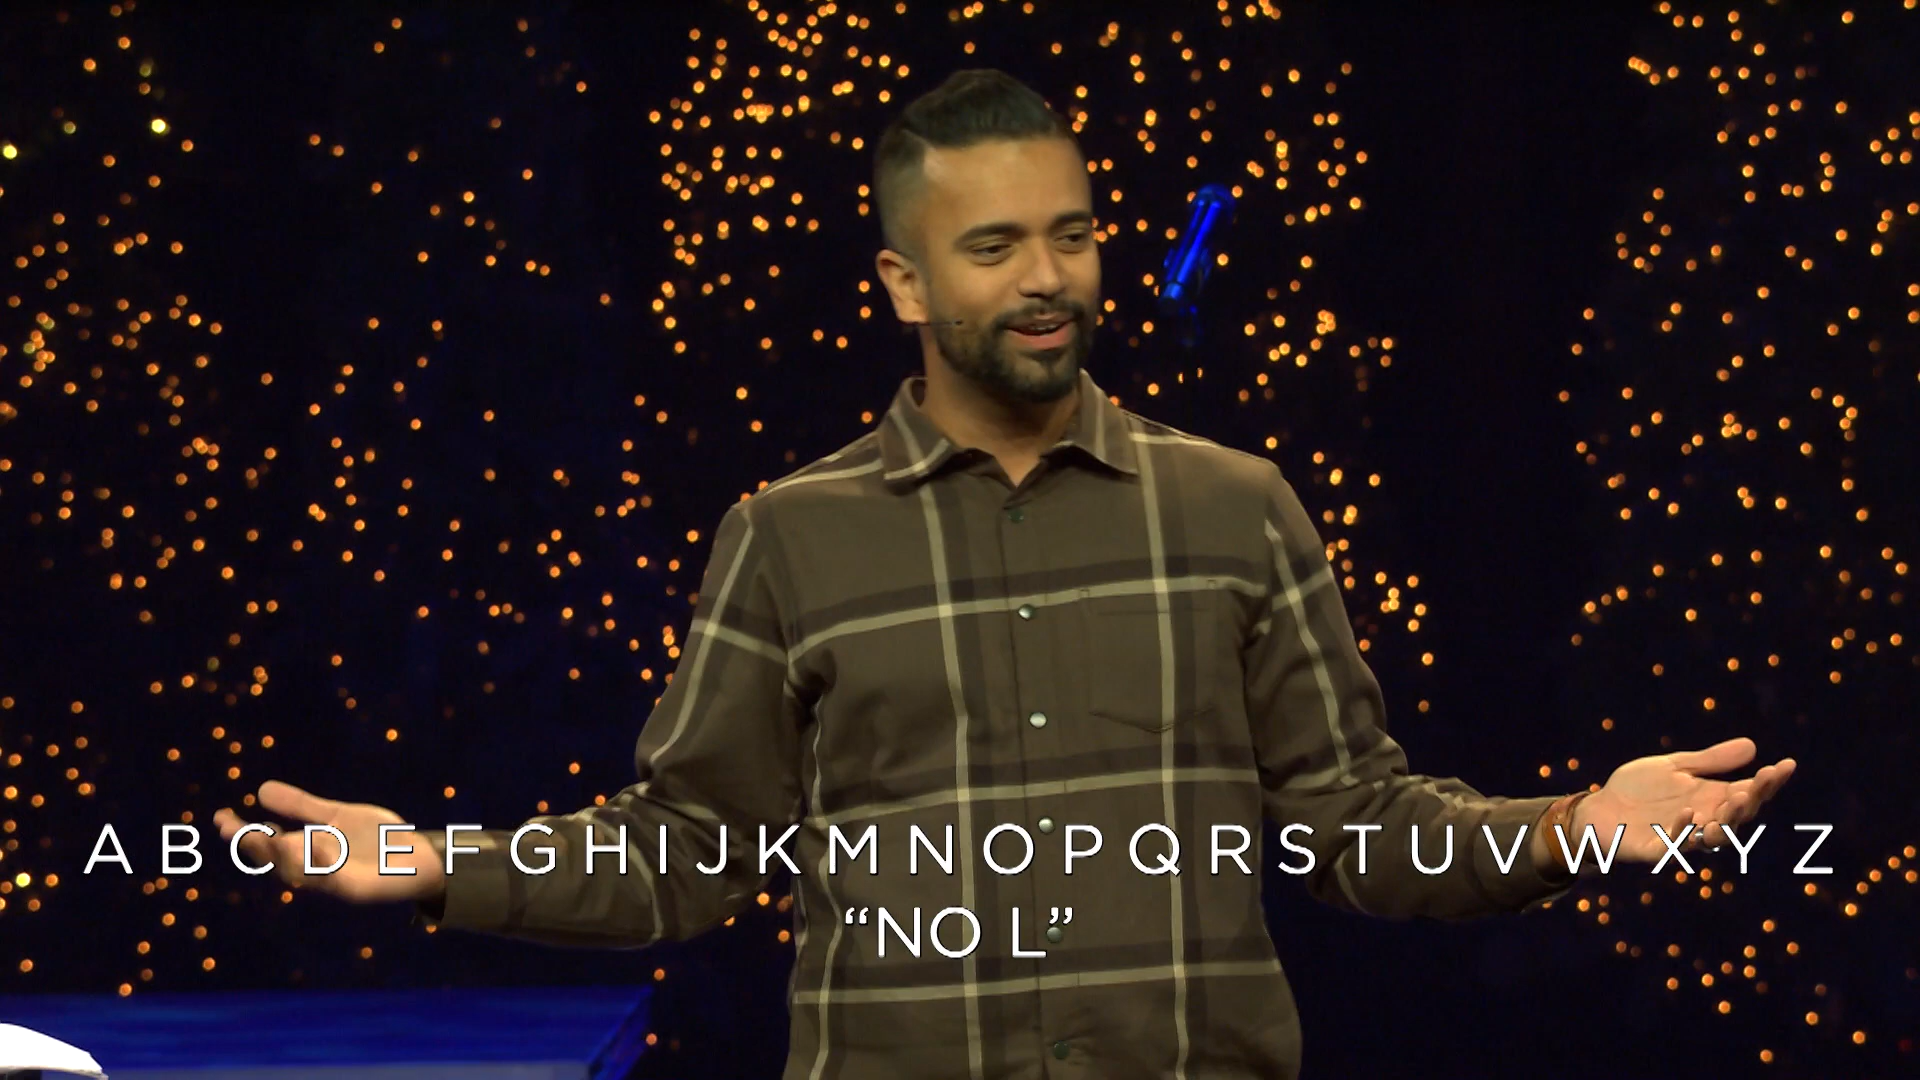 A B C D E F G H I J K M N O P Q R S T U V W X Y Z
“NO L”